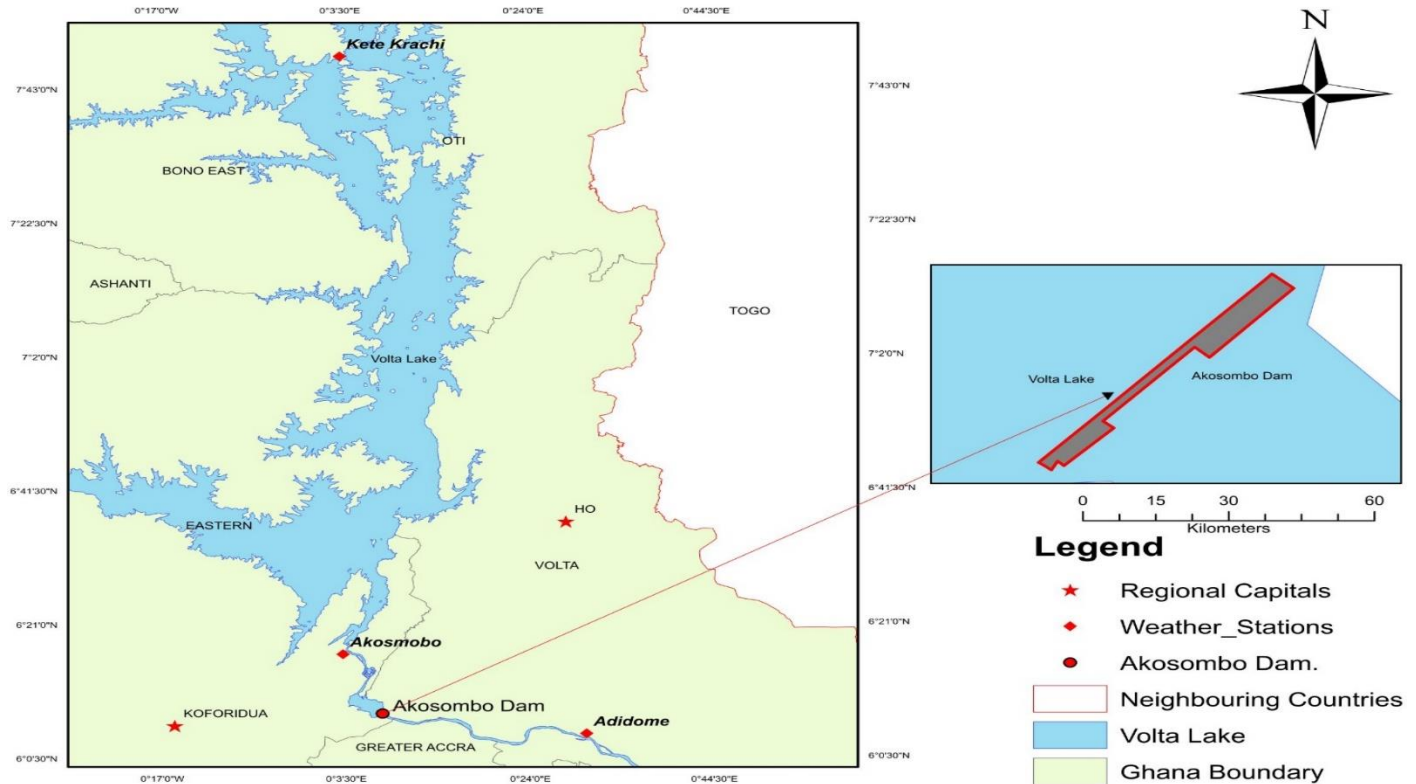 0°17'0"W 0°3'30"E 0°24'0"E 0°44'30"E
N
Kete Krachi
7°43'0"N 7°43'0"N
OTI
BONO EAST
7°22'30"N 7°22'30"N
ASHANTI
TOGO
7°2'0"N Volta Lake 7°2'0"N
Volta Lake Akosombo Dam
6°41'30"N 6°41'30"N
0 15 30 60
Kilometers
HO
EASTERN
VOLTA
6°21'0"N 6°21'0"N
Akosmobo
Akosombo Dam
KOFORIDUA
Adidome
GREATER ACCRA
6°0'30"N 6°0'30"N
0°17'0"W 0°3'30"E 0°24'0"E 0°44'30"E
Legend
Regional Capitals
Weather_Stations
Akosombo Dam.
Neighbouring Countries
Volta Lake
Ghana Boundary